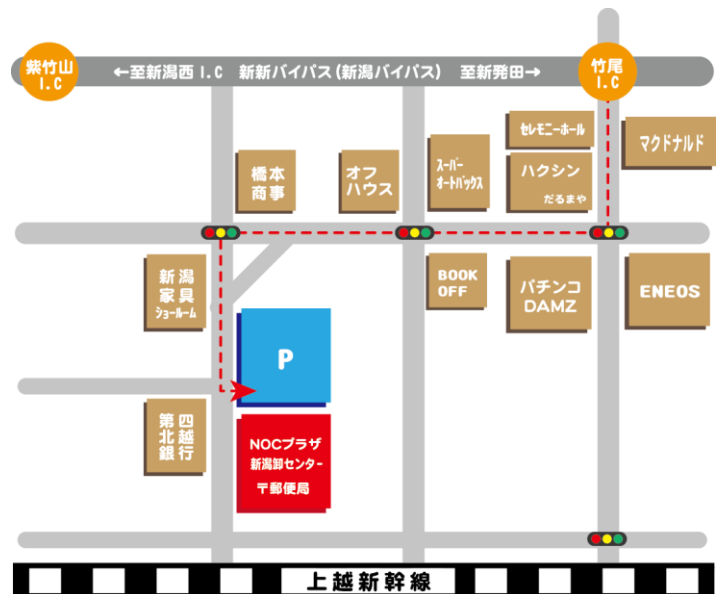 紫竹山
I.C
←至新潟西 I.C 新新バイパス(新潟バイパス) 至新発田→
竹尾
I.C
橋本
商事
オフ
ハウス
スーパー
オートバックス
セレモニーホール
ハクシン
だるまや
マクドナルド
新潟
家具
ショールーム
BOOK
OFF
パチンコ
DAMZ
ENEOS
P
第四
北越
銀行
NOCプラザ
新潟卸センター
〒郵便局
上越新幹線